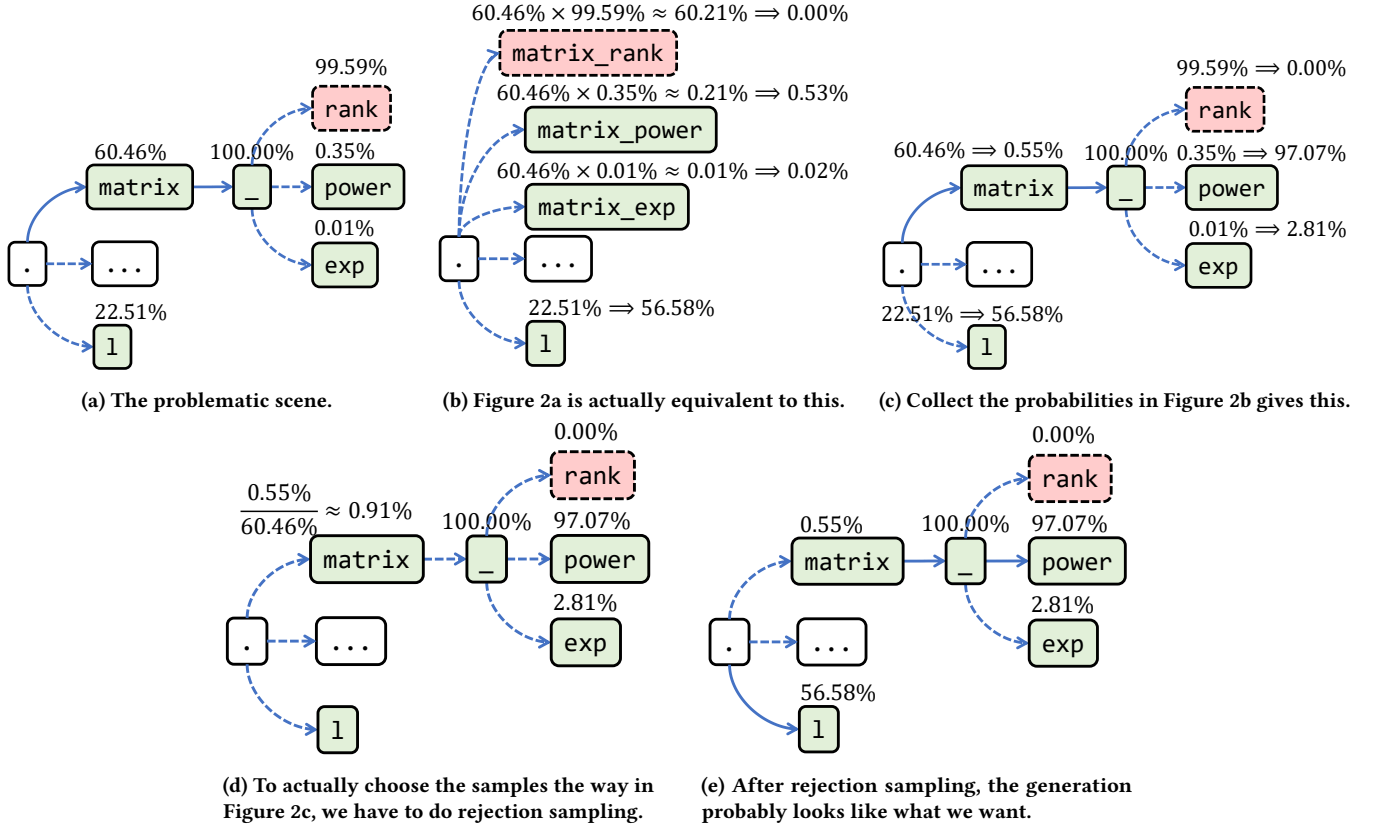 99.59%
rank
60.46%
100.00%
0.35%
matrix
_
power
0.01%
exp
.
...
22.51%
l
(a) The problematic scene.
60.46% × 99.59% ≈ 60.21% ⟹ 0.00%
matrix_rank
60.46% × 0.35% ≈ 0.21% ⟹ 0.53%
matrix_power
60.46% × 0.01% ≈ 0.01% ⟹ 0.02%
matrix_exp
.
...
22.51% ⟹ 56.58%
l
(b) Figure 2a is actually equivalent to this.
99.59% ⟹ 0.00%
rank
60.46% ⟹ 0.55%
100.00%
0.35% ⟹ 97.07%
matrix
_
power
0.01% ⟹ 2.81%
exp
.
...
22.51% ⟹ 56.58%
l
(c) Collect the probabilities in Figure 2b gives this.
0.00%
rank
0.55%
60.46%
≈ 0.91%
100.00%
97.07%
matrix
_
power
2.81%
exp
.
...
l
(d) To actually choose the samples the way in
Figure 2c, we have to do rejection sampling.
0.00%
rank
0.55%
100.00%
97.07%
matrix
_
power
2.81%
exp
.
...
56.58%
l
(e) After rejection sampling, the generation
probably looks like what we want.